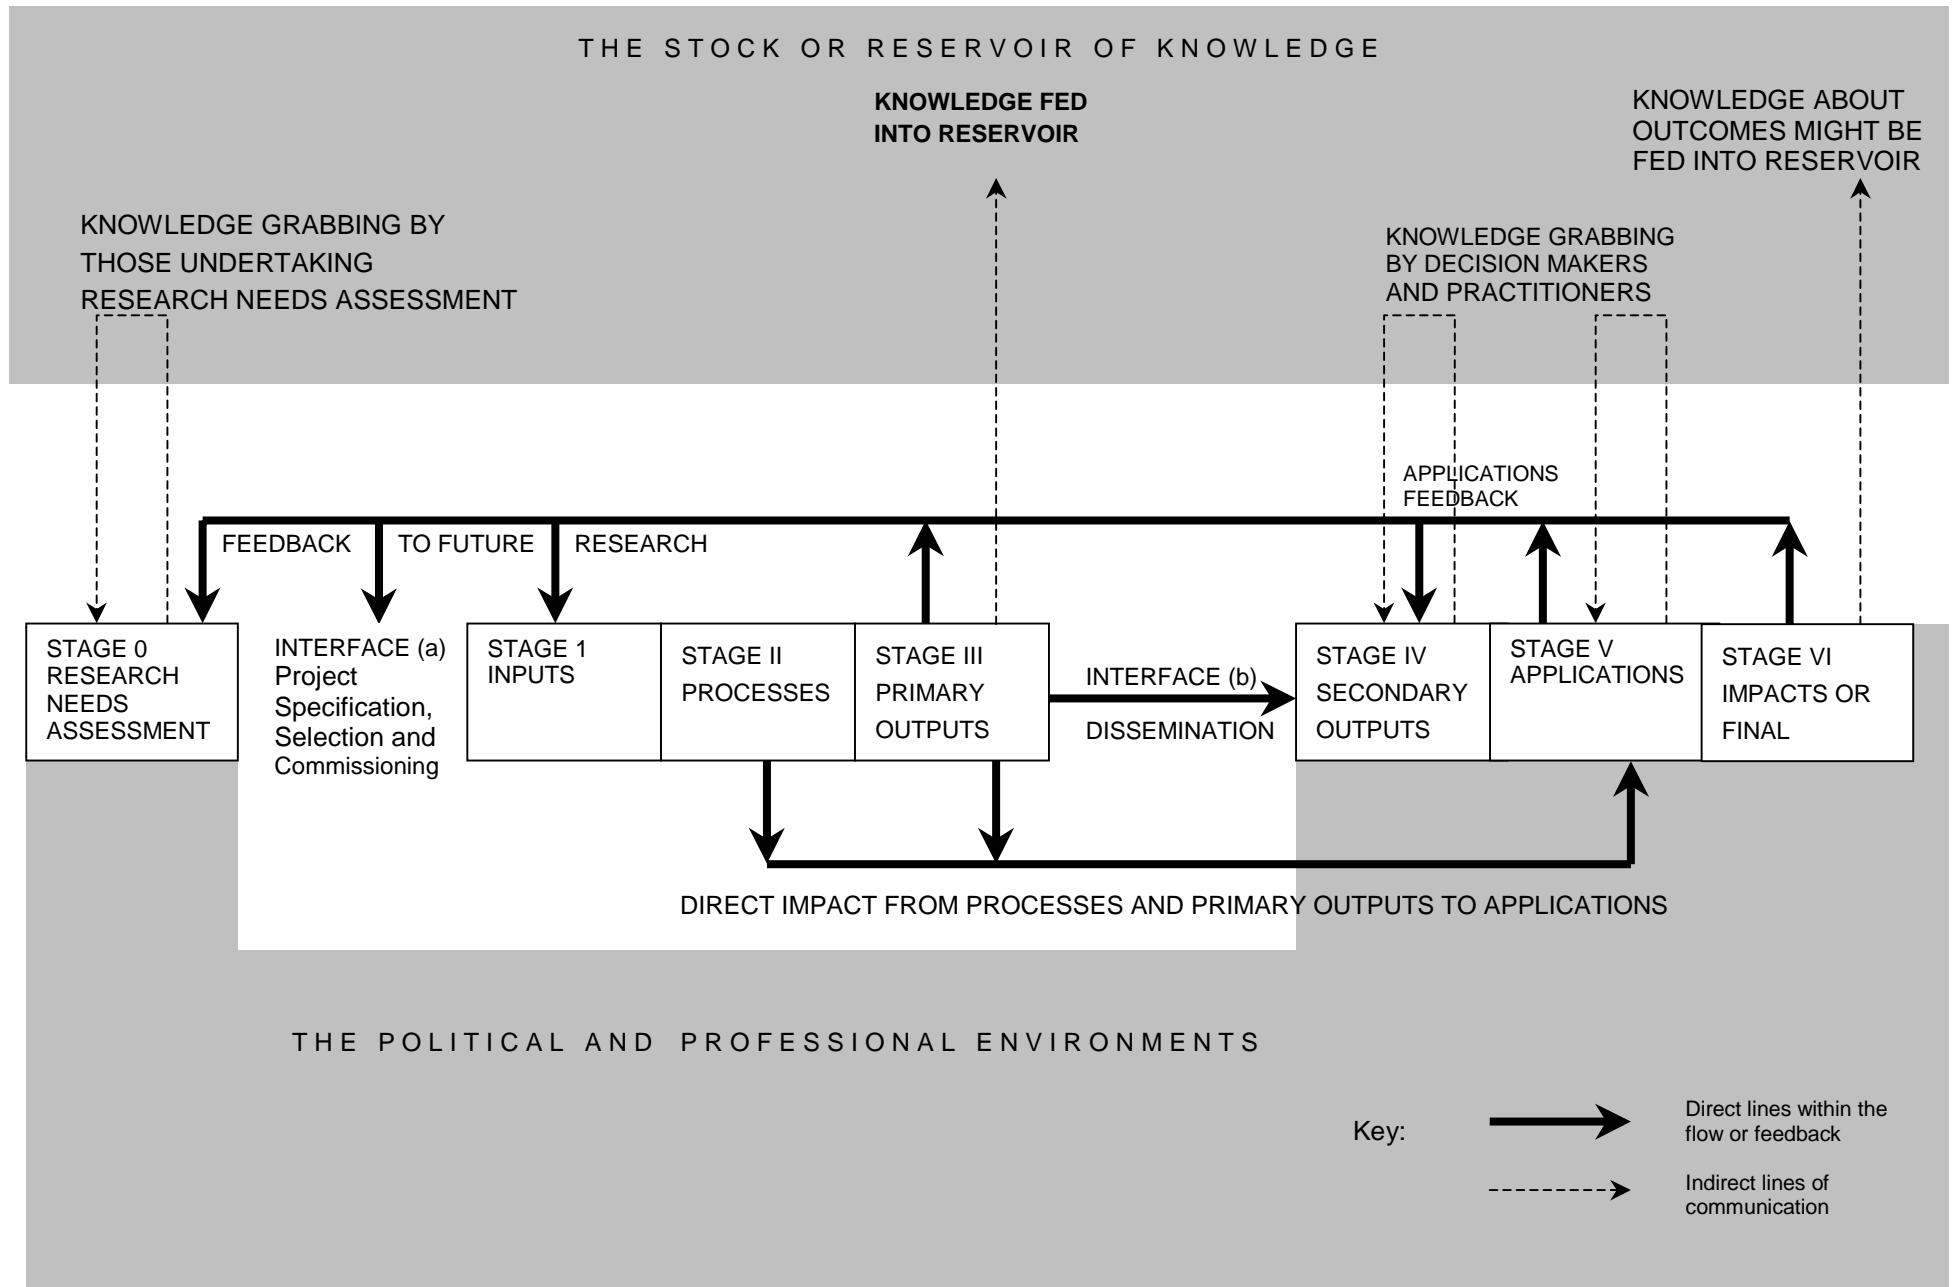 THE STOCK OR RESERVOIR OF KNOWLEDGE
KNOWLEDGE FED
INTO RESERVOIR
KNOWLEDGE ABOUT
OUTCOMES MIGHT BE
FED INTO RESERVOIR
KNOWLEDGE GRABBING BY
THOSE UNDERTAKING
RESEARCH NEEDS ASSESSMENT
KNOWLEDGE GRABBING
BY DECISION MAKERS
AND PRACTITIONERS
APPLICATIONS
FEEDBACK
FEEDBACK TO FUTURE RESEARCH
STAGE 0
RESEARCH
NEEDS
ASSESSMENT
INTERFACE (a)
Project
Specification,
Selection and
Commissioning
STAGE 1
INPUTS
STAGE II
PROCESSES
STAGE III
PRIMARY
OUTPUTS
INTERFACE (b)
DISSEMINATION
STAGE IV
SECONDARY
OUTPUTS
STAGE V
APPLICATIONS
STAGE VI
IMPACTS OR
FINAL
DIRECT IMPACT FROM PROCESSES AND PRIMARY OUTPUTS TO APPLICATIONS
THE POLITICAL AND PROFESSIONAL ENVIRONMENTS
Key:
Direct lines within the
flow or feedback
Indirect lines of
communication